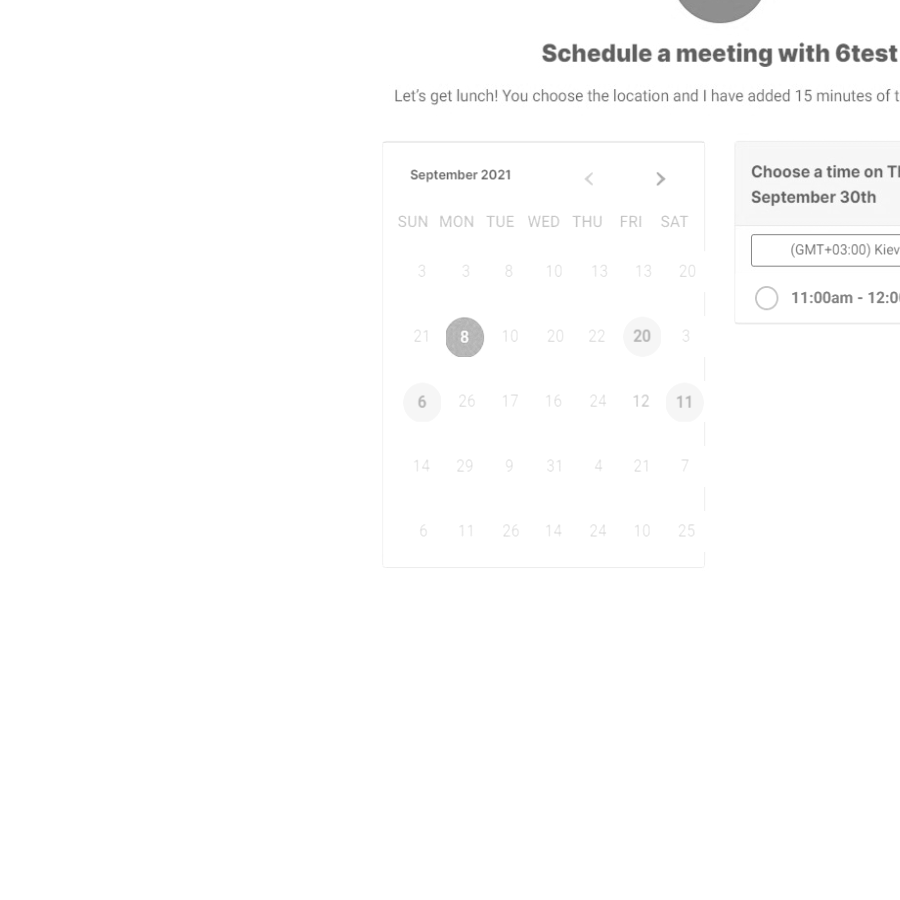 Schedule a meeting with 6test
Let's get lunch! You choose the location and I have added 15 minutes of t
September 2021
SUN MON TUE WED THU FRI SAT
3 3 8 10 13 13 20
21 8 10 20 22 20 3
6 26 17 16 24 12 11
14 29 9 31 4 21 7
6 11 26 14 24 10 25
Choose a time on Th
September 30th
(GMT+03:00) Kiev
11:00am - 12:00